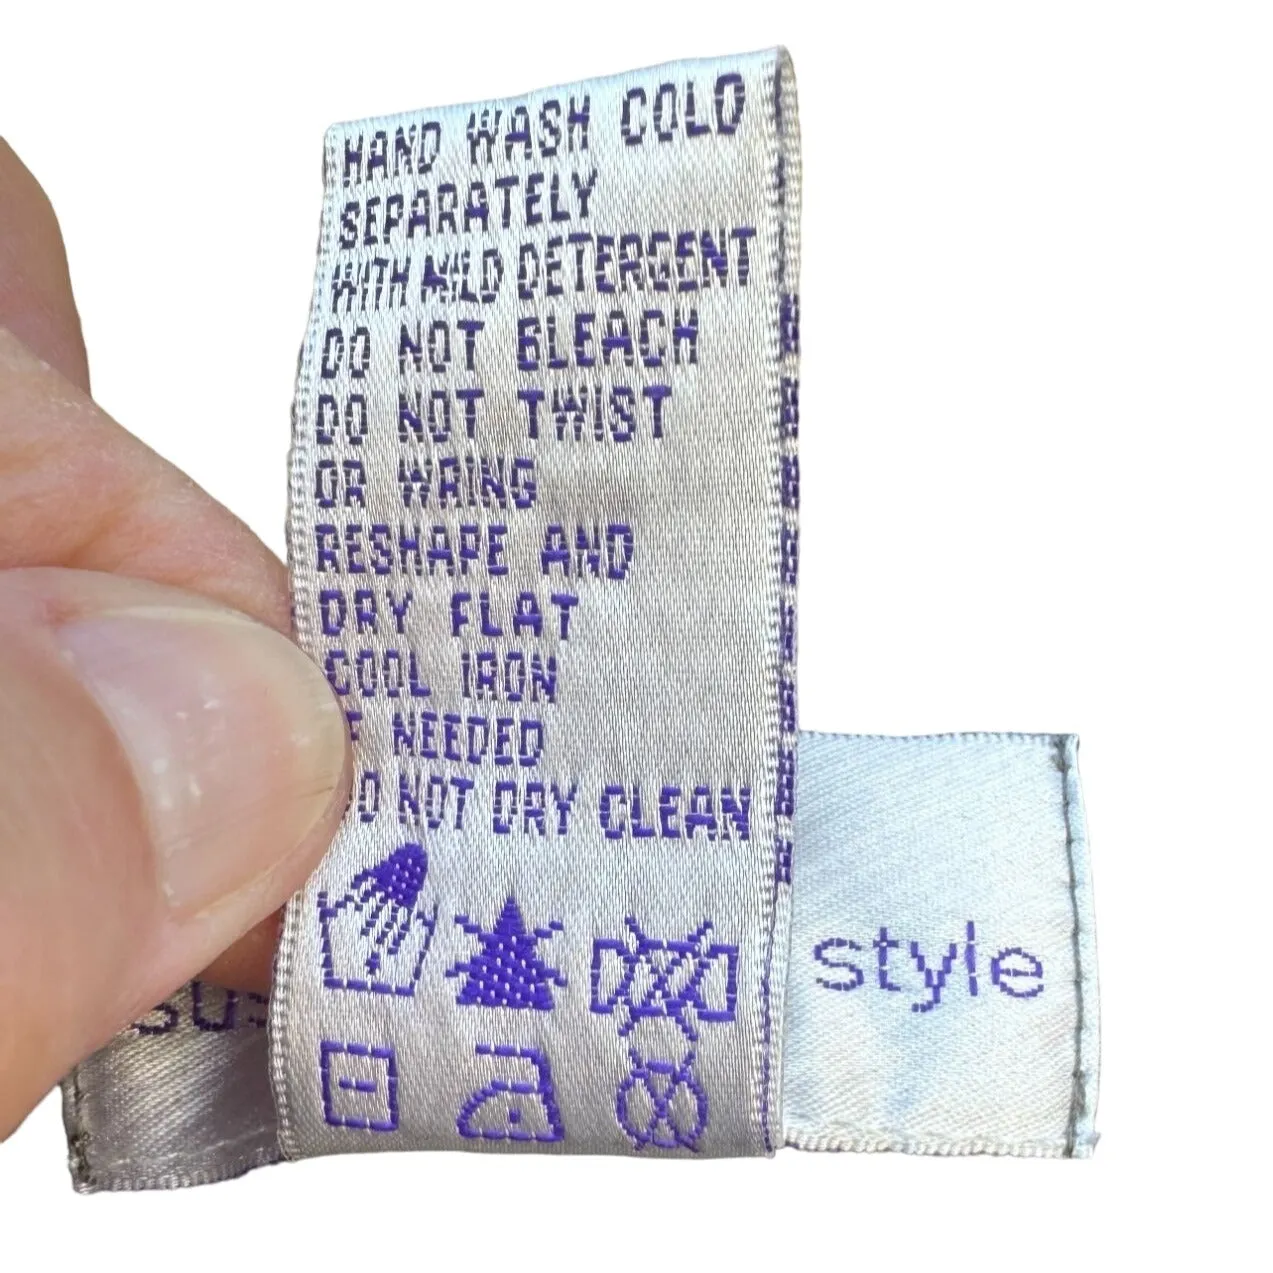 HAND WASH COLD
SEPARATELY
WITH MILD DETERGENT
DO NOT BLEACH
DO NOT TWIST
OR WRING
RESHAPE AND
DRY FLAT
COOL IRON
F NEEDED
DO NOT DRY CLEAN
style